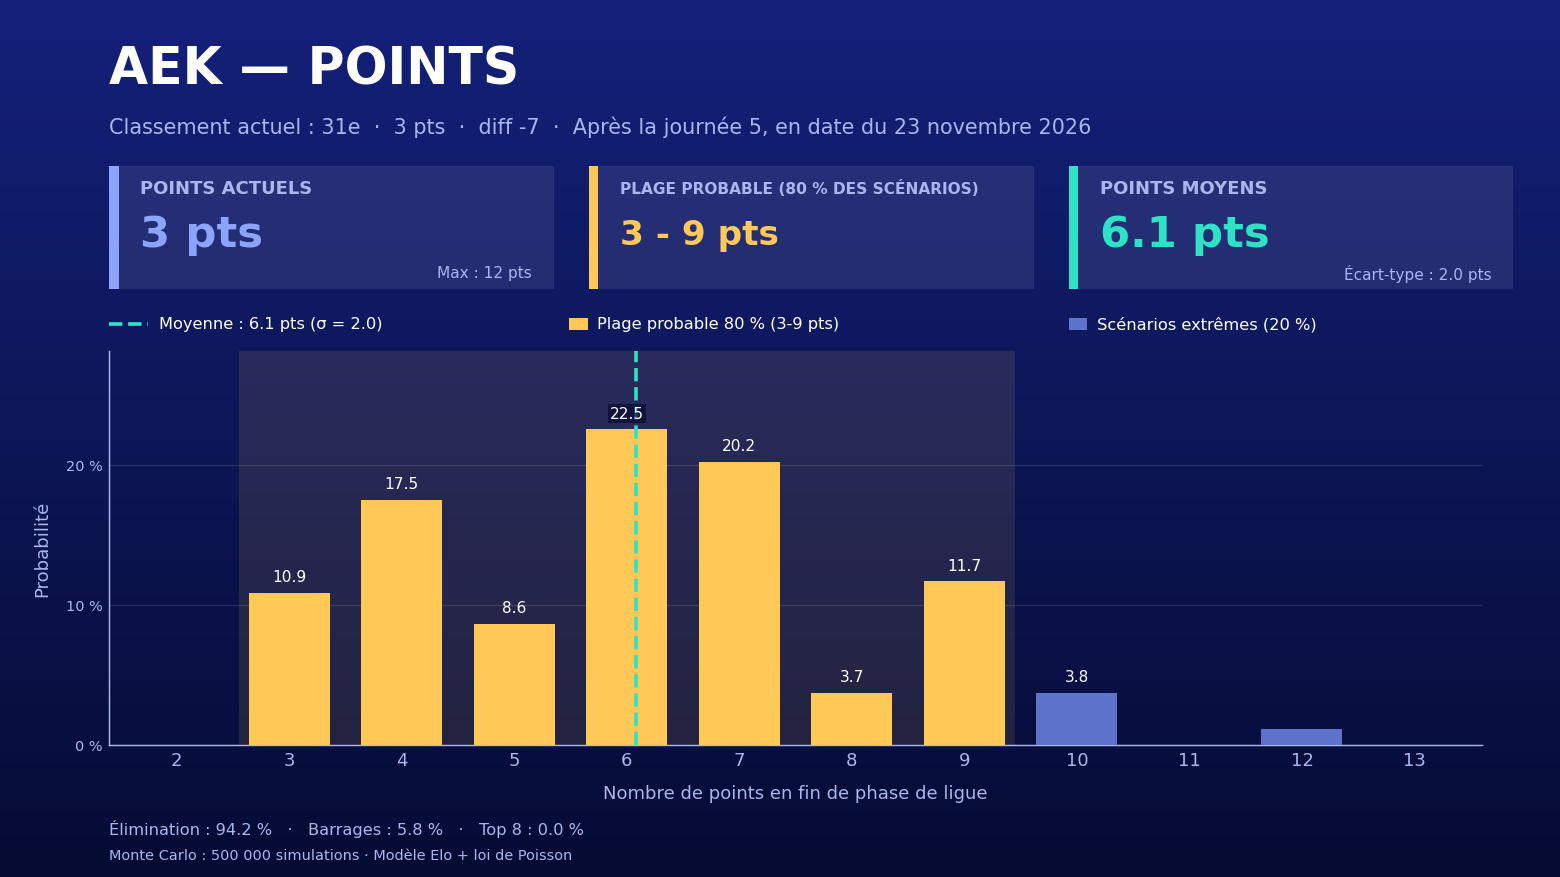 AEK — POINTS
Classement actuel : 31e · 3 pts · diff -7 · Après la journée 5, en date du 23 novembre 2026
POINTS ACTUELS
3 pts
Max : 12 pts
PLAGE PROBABLE (80 % DES SCÉNARIOS)
3 - 9 pts
POINTS MOYENS
6.1 pts
Écart-type : 2.0 pts
Moyenne : 6.1 pts (σ = 2.0)
Plage probable 80 % (3-9 pts)
Scénarios extrêmes (20 %)
Probabilité
20 %
10 %
0 %
10.9
17.5
8.6
22.5
20.2
3.7
11.7
3.8
2 3 4 5 6 7 8 9 10 11 12 13
Nombre de points en fin de phase de ligue
Élimination : 94.2 % · Barrages : 5.8 % · Top 8 : 0.0 %
Monte Carlo : 500 000 simulations · Modèle Elo + loi de Poisson